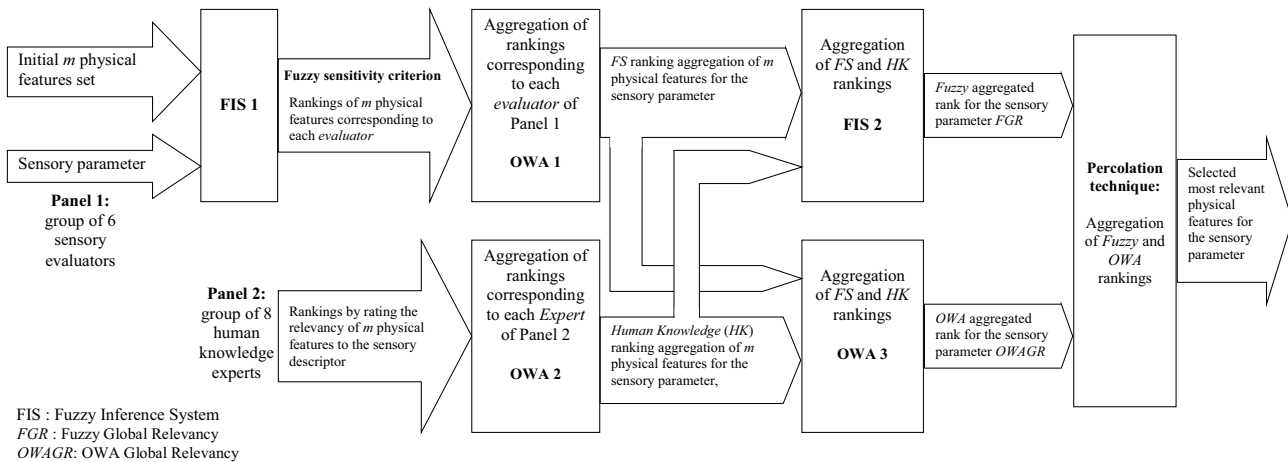 Initial m physical
features set
Sensory parameter
Panel 1:
group of 6
sensory
evaluators
FIS 1
Fuzzy sensitivity criterion
Rankings of m physical
features corresponding to
each evaluator
Aggregation of
rankings
corresponding
to each
evaluator of
Panel 1
OWA 1
FS ranking aggregation of m
physical features for the
sensory parameter
Aggregation
of FS and HK
rankings
FIS 2
Fuzzy aggregated
rank for the sensory
parameter FGR
Percolation
technique:
Aggregation
of Fuzzy and
OWA
rankings
Selected
most relevant
physical
features for
the sensory
parameter
Panel 2:
group of 8
human
knowledge
experts
Rankings by rating the
relevancy of m physical
features to the sensory
descriptor
Aggregation of
rankings
corresponding
to each Expert
of Panel 2
OWA 2
Human Knowledge (HK)
ranking aggregation of m
physical features for the
sensory parameter,
Aggregation
of FS and HK
rankings
OWA 3
OWA aggregated
rank for the sensory
parameter OWAGR
FIS : Fuzzy Inference System
FGR : Fuzzy Global Relevancy
OWAGR: OWA Global Relevancy